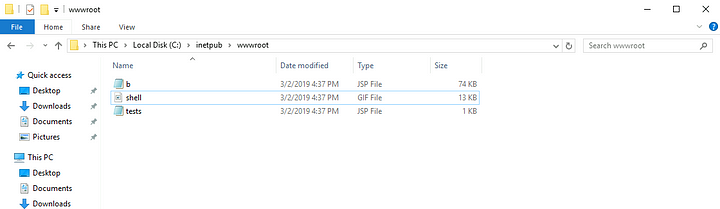 wwwroot
File Home Share View
This PC Local Disk (C:) inetpub wwwroot Search wwwroot
Name Date modified Type Size
Quick access
Desktop
Downloads
Documents
Pictures
This PC
Desktop
Documents
Downloads
b 3/2/2019 4:37 PM JSP File 74 KB
shell 3/2/2019 4:37 PM GIF File 13 KB
tests 3/2/2019 4:37 PM JSP File 1 KB